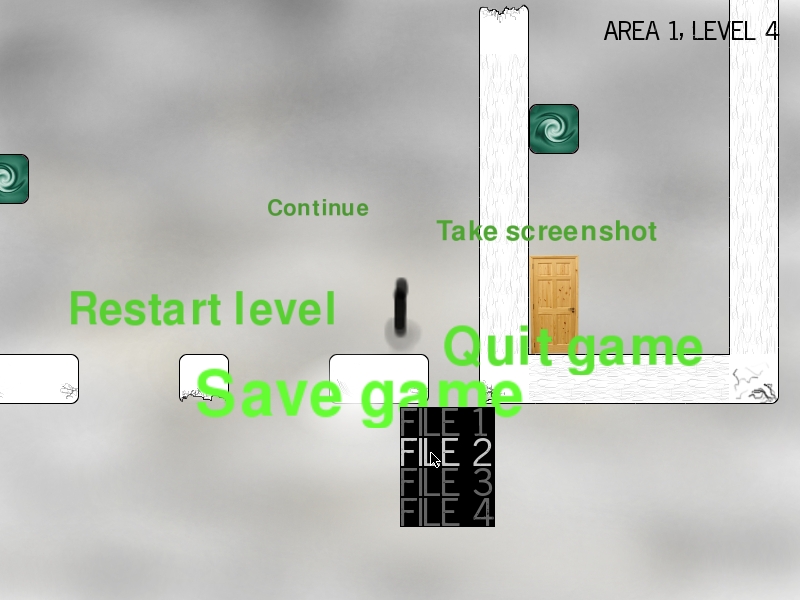 AREA 1, LEVEL 4
Continue
Take screenshot
Restart level
Quit game
Save game
FILE 1
FILE 2
FILE 3
FILE 4